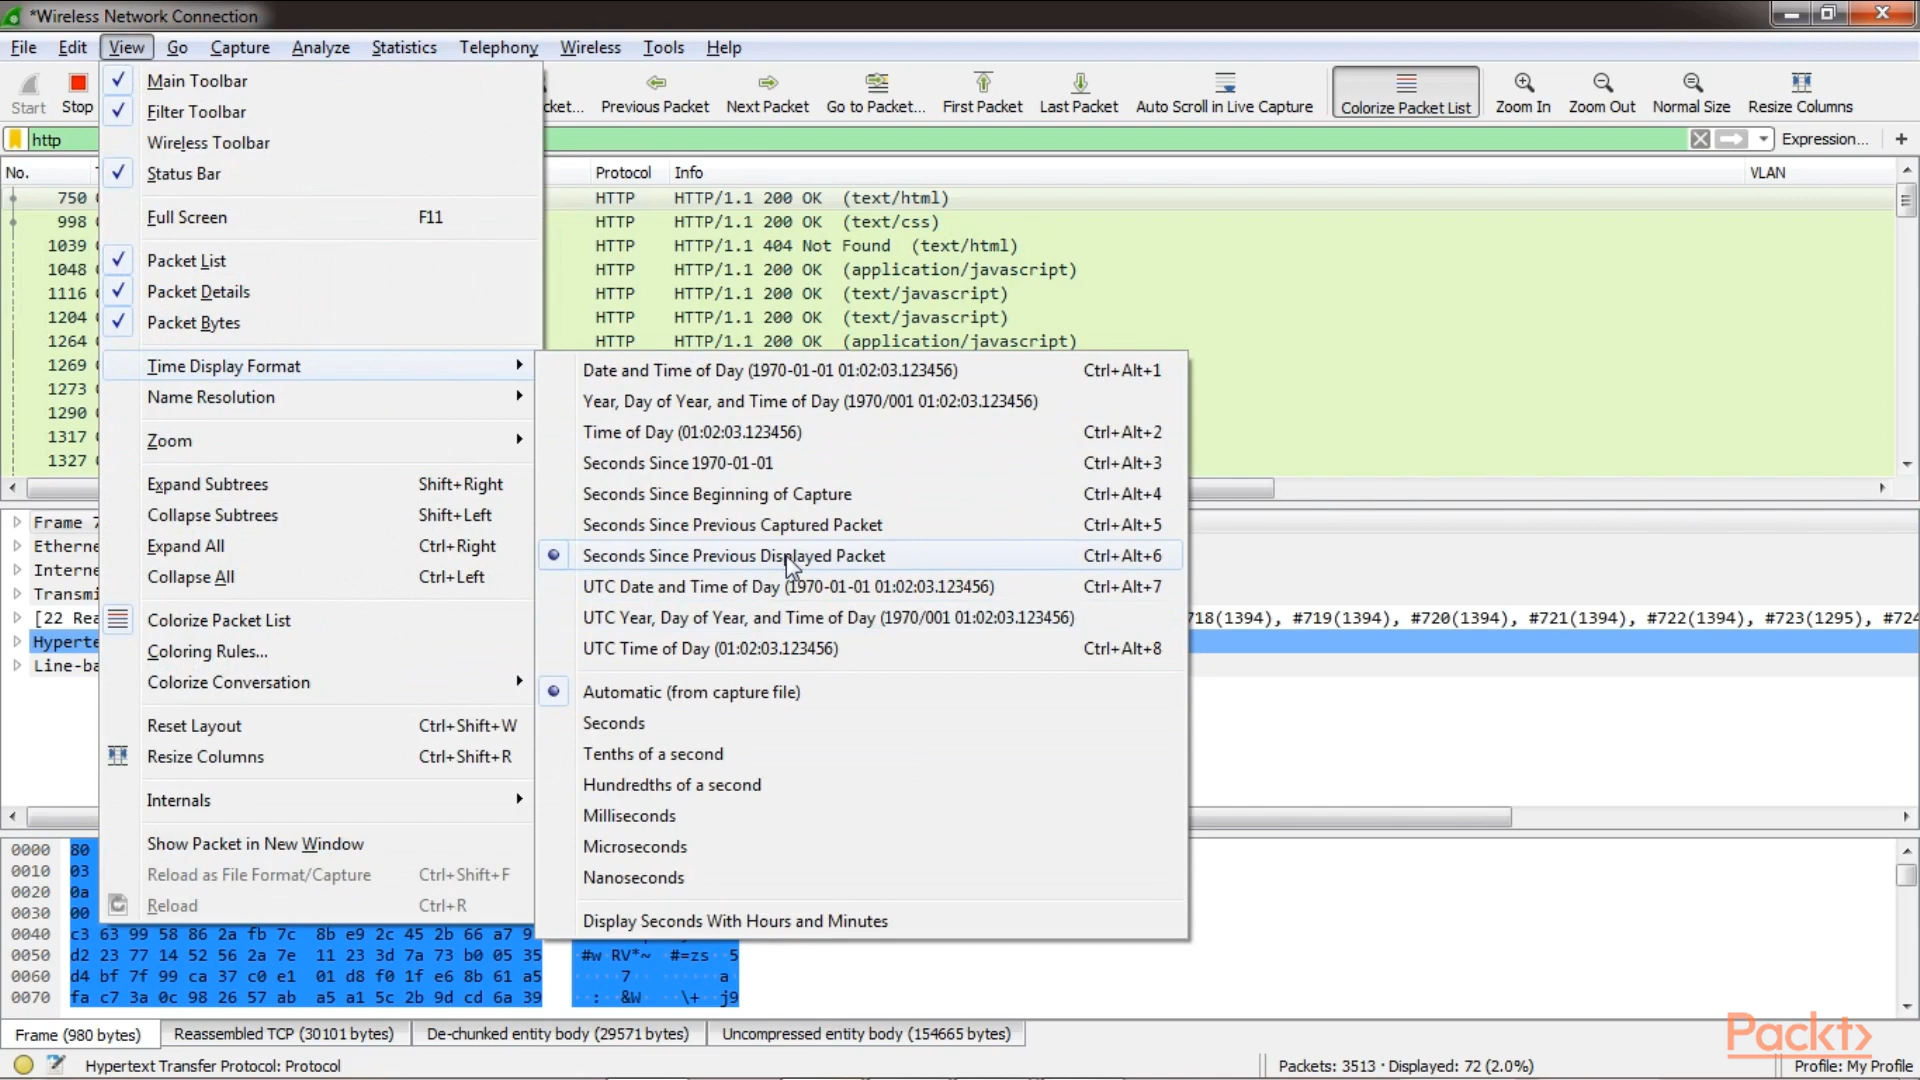 *Wireless Network Connection
File Edit View Go Capture Analyze Statistics Telephony Wireless Tools Help
Start Stop ket... Previous Packet Next Packet Go to Packet... First Packet Last Packet Auto Scroll in Live Capture Colorize Packet List Zoom In Zoom Out Normal Size Resize Columns
http Expression... +
No. Protocol Info VLAN
750 HTTP HTTP/1.1 200 OK (text/html)
998 HTTP HTTP/1.1 200 OK (text/css)
1039 HTTP HTTP/1.1 404 Not Found (text/html)
1048 HTTP HTTP/1.1 200 OK (application/javascript)
1116 HTTP HTTP/1.1 200 OK (text/javascript)
1204 HTTP HTTP/1.1 200 OK (text/javascript)
1264 HTTP HTTP/1.1 200 OK (application/javascript)
1269
1273
1290
1317
1327
Main Toolbar
Filter Toolbar
Wireless Toolbar
Status Bar
Full Screen F11
Packet List
Packet Details
Packet Bytes
Time Display Format
Name Resolution
Zoom
Expand Subtrees Shift+Right
Collapse Subtrees Shift+Left
Expand All Ctrl+Right
Collapse All Ctrl+Left
Colorize Packet List
Coloring Rules...
Colorize Conversation
Reset Layout Ctrl+Shift+W
Resize Columns Ctrl+Shift+R
Internals
Show Packet in New Window
Reload as File Format/Capture Ctrl+Shift+F
Reload Ctrl+R
Date and Time of Day (1970-01-01 01:02:03.123456) Ctrl+Alt+1
Year, Day of Year, and Time of Day (1970/001 01:02:03.123456)
Time of Day (01:02:03.123456) Ctrl+Alt+2
Seconds Since 1970-01-01 Ctrl+Alt+3
Seconds Since Beginning of Capture Ctrl+Alt+4
Seconds Since Previous Captured Packet Ctrl+Alt+5
Seconds Since Previous Displayed Packet Ctrl+Alt+6
UTC Date and Time of Day (1970-01-01 01:02:03.123456) Ctrl+Alt+7
UTC Year, Day of Year, and Time of Day (1970/001 01:02:03.123456)
UTC Time of Day (01:02:03.123456) Ctrl+Alt+8
Automatic (from capture file)
Seconds
Tenths of a second
Hundredths of a second
Milliseconds
Microseconds
Nanoseconds
Display Seconds With Hours and Minutes
Frame 7
Etherne
Interne
Transmi
[22 Rea 718(1394), #719(1394), #720(1394), #721(1394), #722(1394), #723(1295), #724
Hyperte
Line-ba
0000 80
0010 03
0020 0a
0030 00
0040 c3 63 99 58 86 2a fb 7c 8b e9 2c 45 2b 66 a7 9
0050 d2 23 77 14 52 56 2a 7e 11 23 3d 7a 73 b0 05 35 ·#w·RV*~ ·#=zs··5
0060 d4 bf 7f 99 ca 37 c0 e1 01 d8 f0 1f e6 8b 61 a5 ·····7·· ······a·
0070 fa c7 3a 0c 98 26 57 ab a5 a1 5c 2b 9d cd 6a 39 ··:··&W· ··\+··j9
Frame (980 bytes) Reassembled TCP (30101 bytes) De-chunked entity body (29571 bytes) Uncompressed entity body (154665 bytes)
Hypertext Transfer Protocol: Protocol Packets: 3513 · Displayed: 72 (2.0%) Profile: My Profile
Packt>